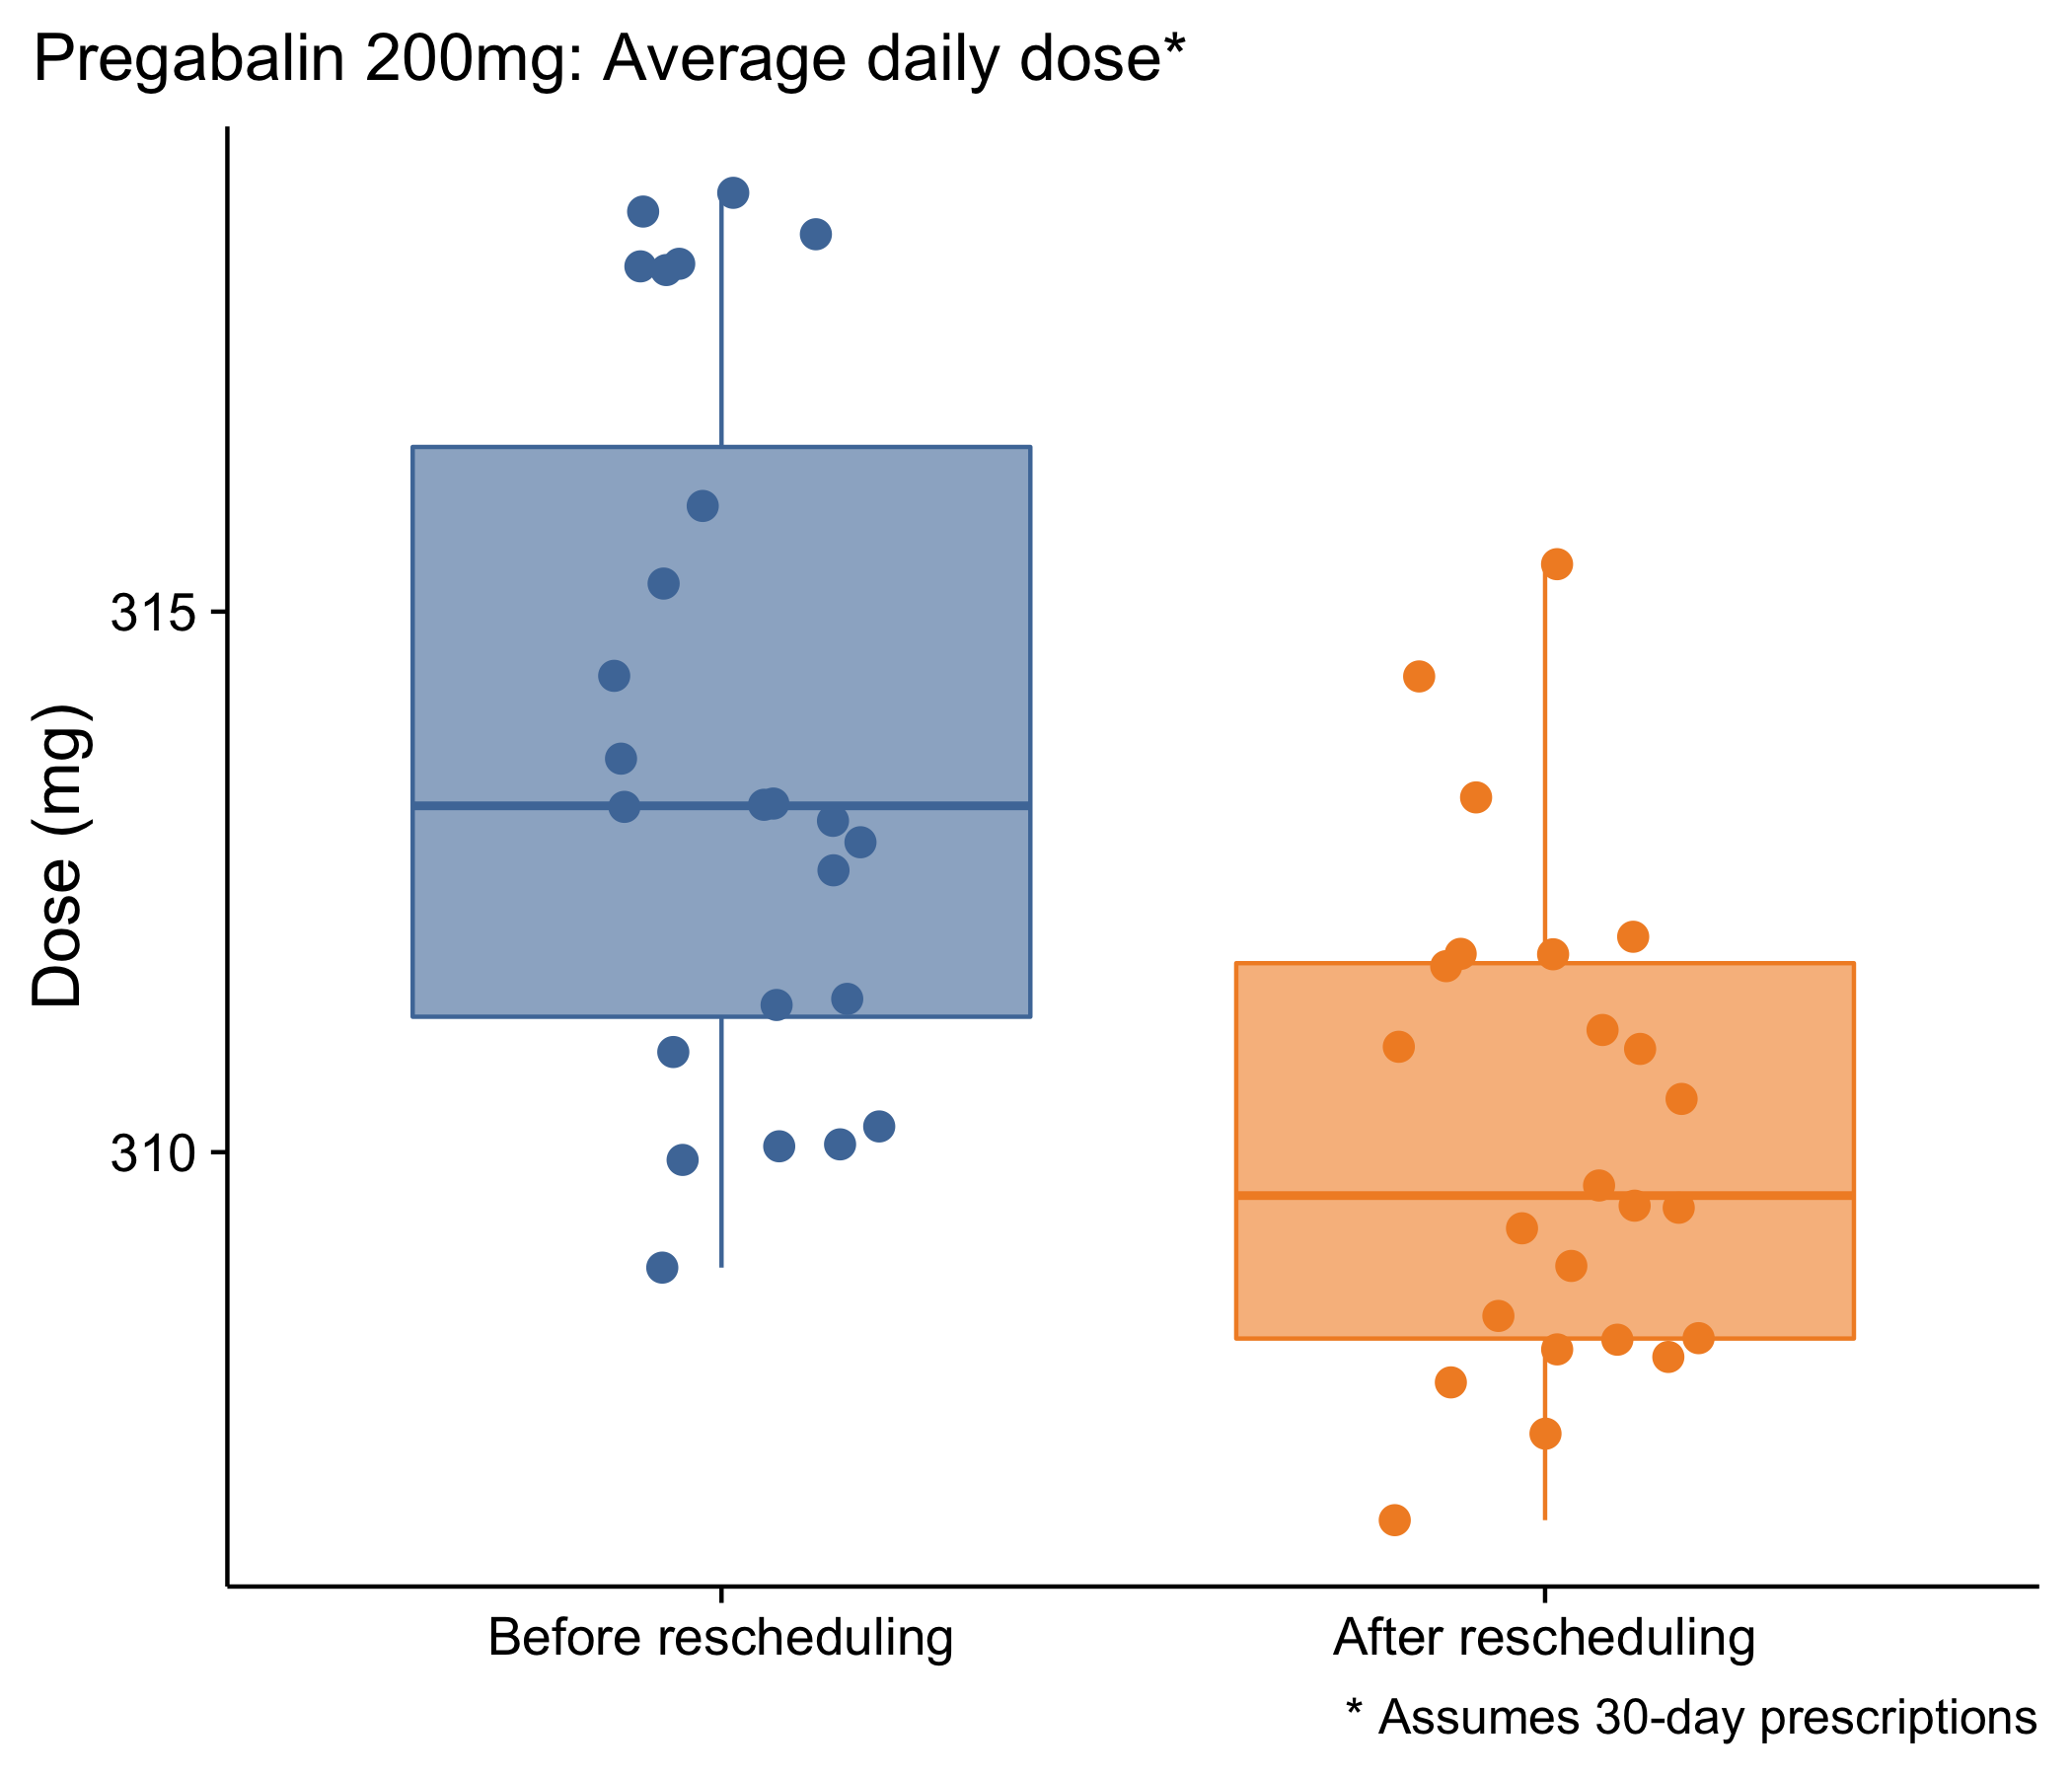 Pregabalin 200mg: Average daily dose*
Dose (mg)
315
310
Before rescheduling
After rescheduling
* Assumes 30-day prescriptions